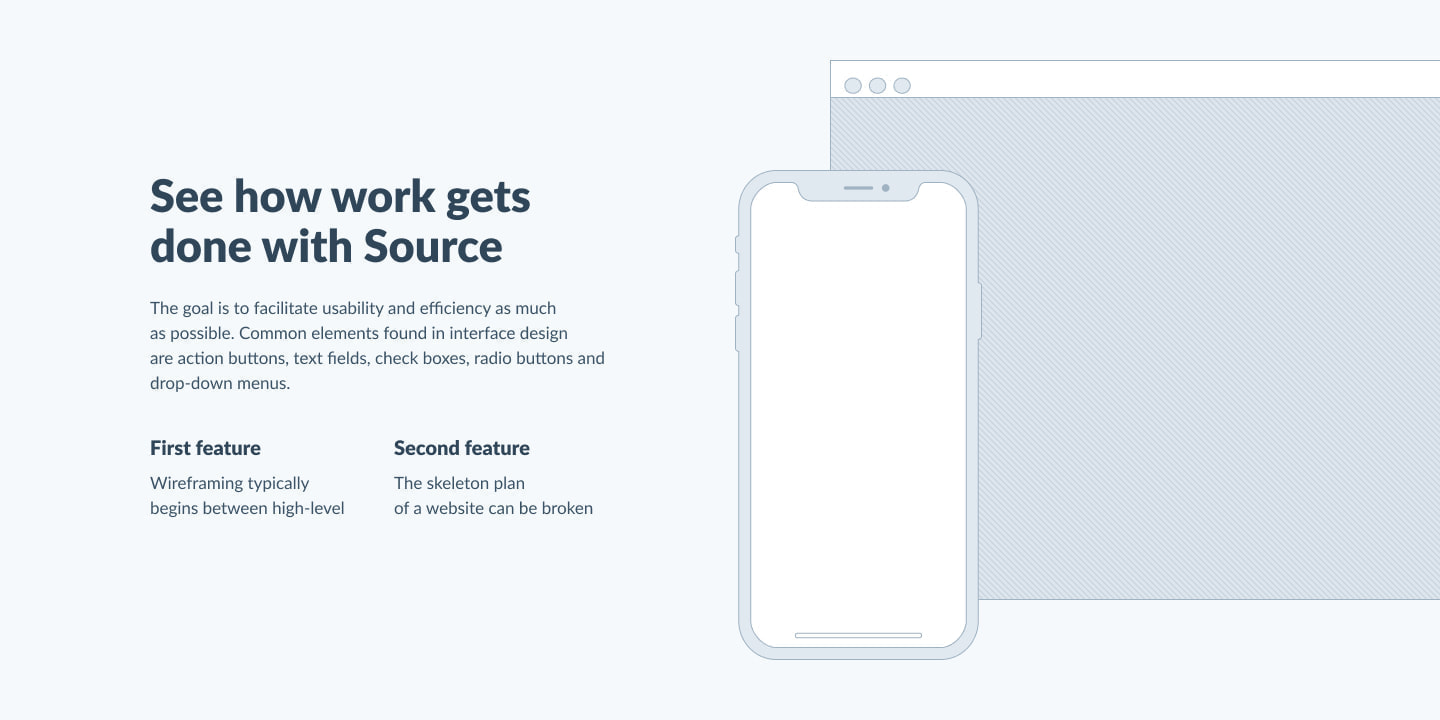 See how work gets
done with Source
The goal is to facilitate usability and efficiency as much
as possible. Common elements found in interface design
are action buttons, text fields, check boxes, radio buttons and
drop-down menus.
First feature
Wireframing typically
begins between high-level
Second feature
The skeleton plan
of a website can be broken